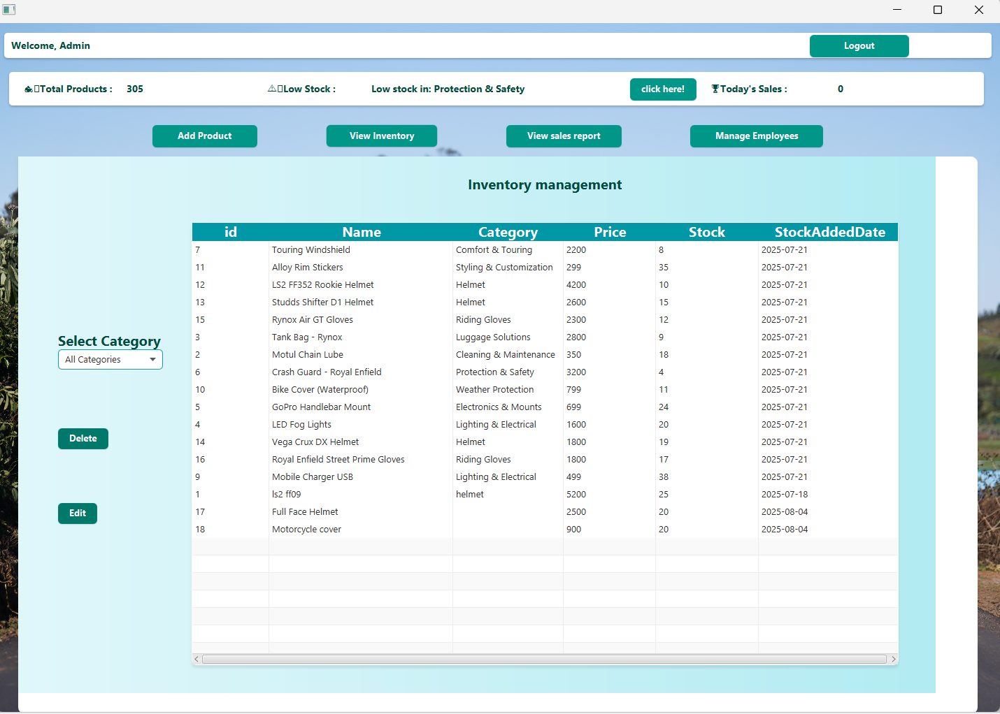 Welcome, Admin
Logout
Total Products : 305
⚠Low Stock : Low stock in: Protection & Safety
click here!
🏆Today's Sales : 0
Add Product
View Inventory
View sales report
Manage Employees
Inventory management
Select Category
All Categories
Delete
Edit
id Name Category Price Stock StockAddedDate
7 Touring Windshield Comfort & Touring 2200 8 2025-07-21
11 Alloy Rim Stickers Styling & Customization 299 35 2025-07-21
12 LS2 FF352 Rookie Helmet Helmet 4200 10 2025-07-21
13 Studds Shifter D1 Helmet Helmet 2600 15 2025-07-21
15 Rynox Air GT Gloves Riding Gloves 2300 12 2025-07-21
3 Tank Bag - Rynox Luggage Solutions 2800 9 2025-07-21
2 Motul Chain Lube Cleaning & Maintenance 350 18 2025-07-21
6 Crash Guard - Royal Enfield Protection & Safety 3200 4 2025-07-21
10 Bike Cover (Waterproof) Weather Protection 799 11 2025-07-21
5 GoPro Handlebar Mount Electronics & Mounts 699 24 2025-07-21
4 LED Fog Lights Lighting & Electrical 1600 20 2025-07-21
14 Vega Crux DX Helmet Helmet 1800 19 2025-07-21
16 Royal Enfield Street Prime Gloves Riding Gloves 1800 17 2025-07-21
9 Mobile Charger USB Lighting & Electrical 499 38 2025-07-21
1 ls2 ff09 helmet 5200 25 2025-07-18
17 Full Face Helmet 2500 20 2025-08-04
18 Motorcycle cover 900 20 2025-08-04